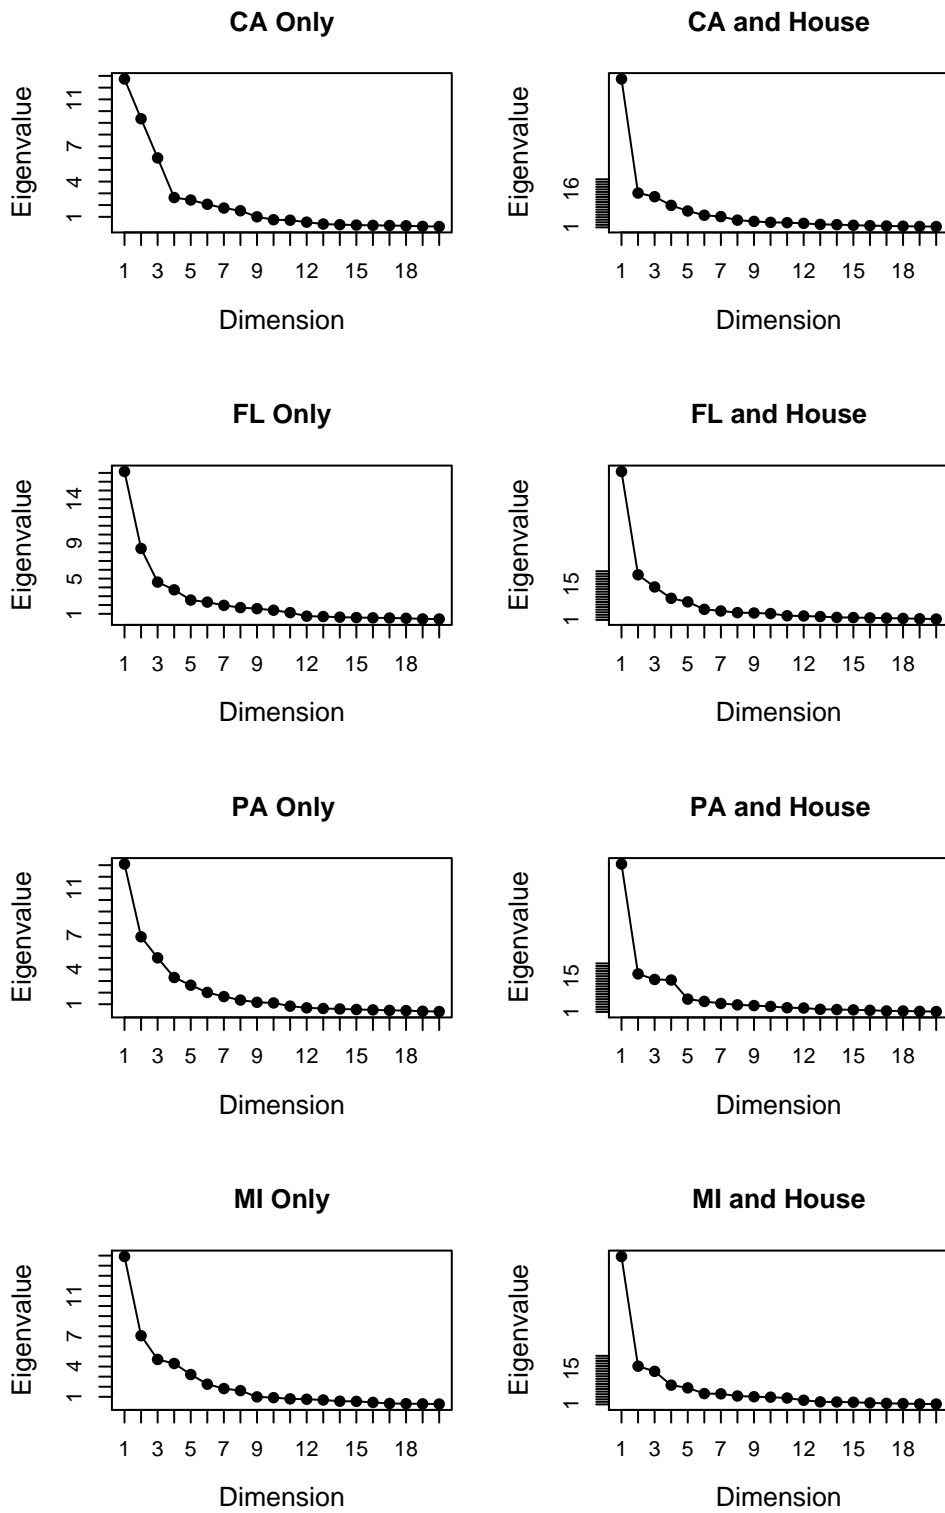 CA Only
Eigenvalue
1 4 7 11
1 3 5 7 9 12 15 18
Dimension
CA and House
Eigenvalue
1 16
1 3 5 7 9 12 15 18
Dimension
FL Only
Eigenvalue
1 5 9 14
1 3 5 7 9 12 15 18
Dimension
FL and House
Eigenvalue
1 15
1 3 5 7 9 12 15 18
Dimension
PA Only
Eigenvalue
1 4 7 11
1 3 5 7 9 12 15 18
Dimension
PA and House
Eigenvalue
1 15
1 3 5 7 9 12 15 18
Dimension
MI Only
Eigenvalue
1 4 7 11
1 3 5 7 9 12 15 18
Dimension
MI and House
Eigenvalue
1 15
1 3 5 7 9 12 15 18
Dimension